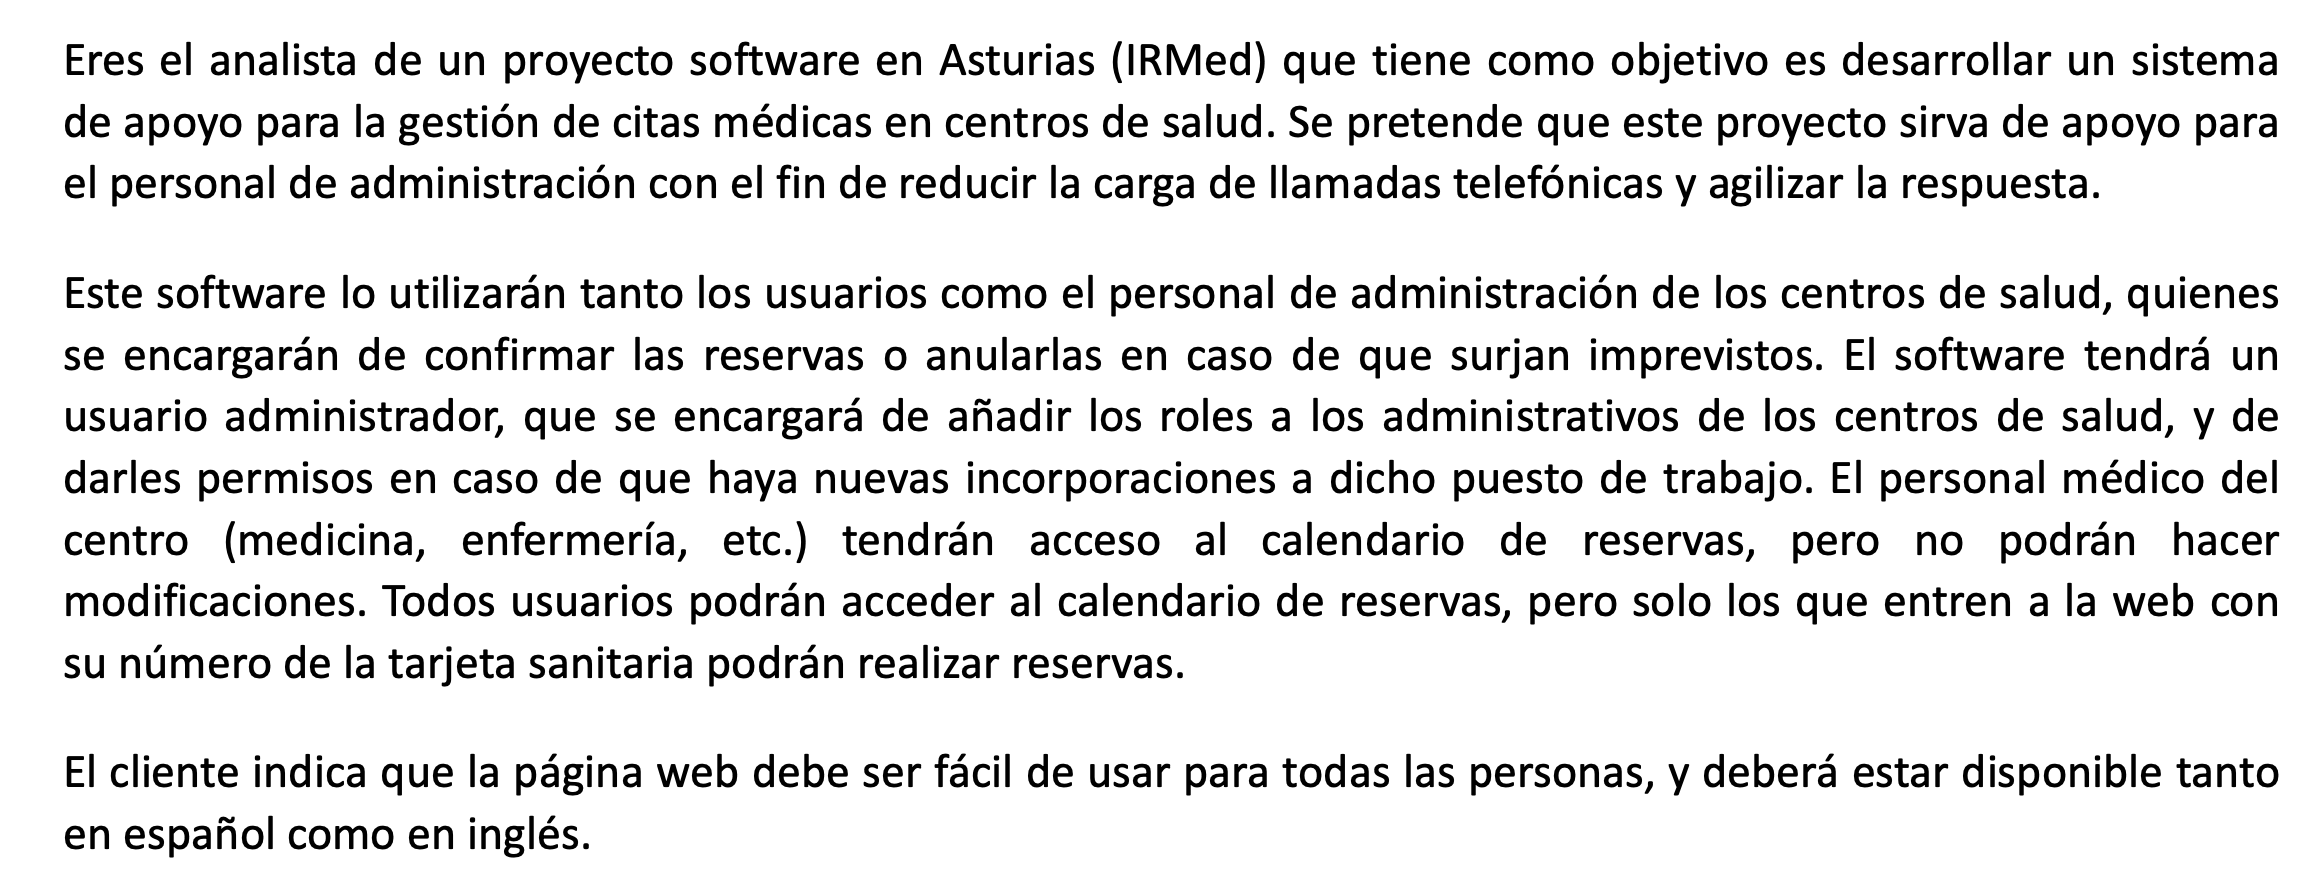 Eres el analista de un proyecto software en Asturias (IRMed) que tiene como objetivo es desarrollar un sistema
de apoyo para la gestión de citas médicas en centros de salud. Se pretende que este proyecto sirva de apoyo para
el personal de administración con el fin de reducir la carga de llamadas telefónicas y agilizar la respuesta.
Este software lo utilizarán tanto los usuarios como el personal de administración de los centros de salud, quienes
se encargarán de confirmar las reservas o anularlas en caso de que surjan imprevistos. El software tendrá un
usuario administrador, que se encargará de añadir los roles a los administrativos de los centros de salud, y de
darles permisos en caso de que haya nuevas incorporaciones a dicho puesto de trabajo. El personal médico del
centro (medicina, enfermería, etc.) tendrán acceso al calendario de reservas, pero no podrán hacer
modificaciones. Todos usuarios podrán acceder al calendario de reservas, pero solo los que entren a la web con
su número de la tarjeta sanitaria podrán realizar reservas.
El cliente indica que la página web debe ser fácil de usar para todas las personas, y deberá estar disponible tanto
en español como en inglés.